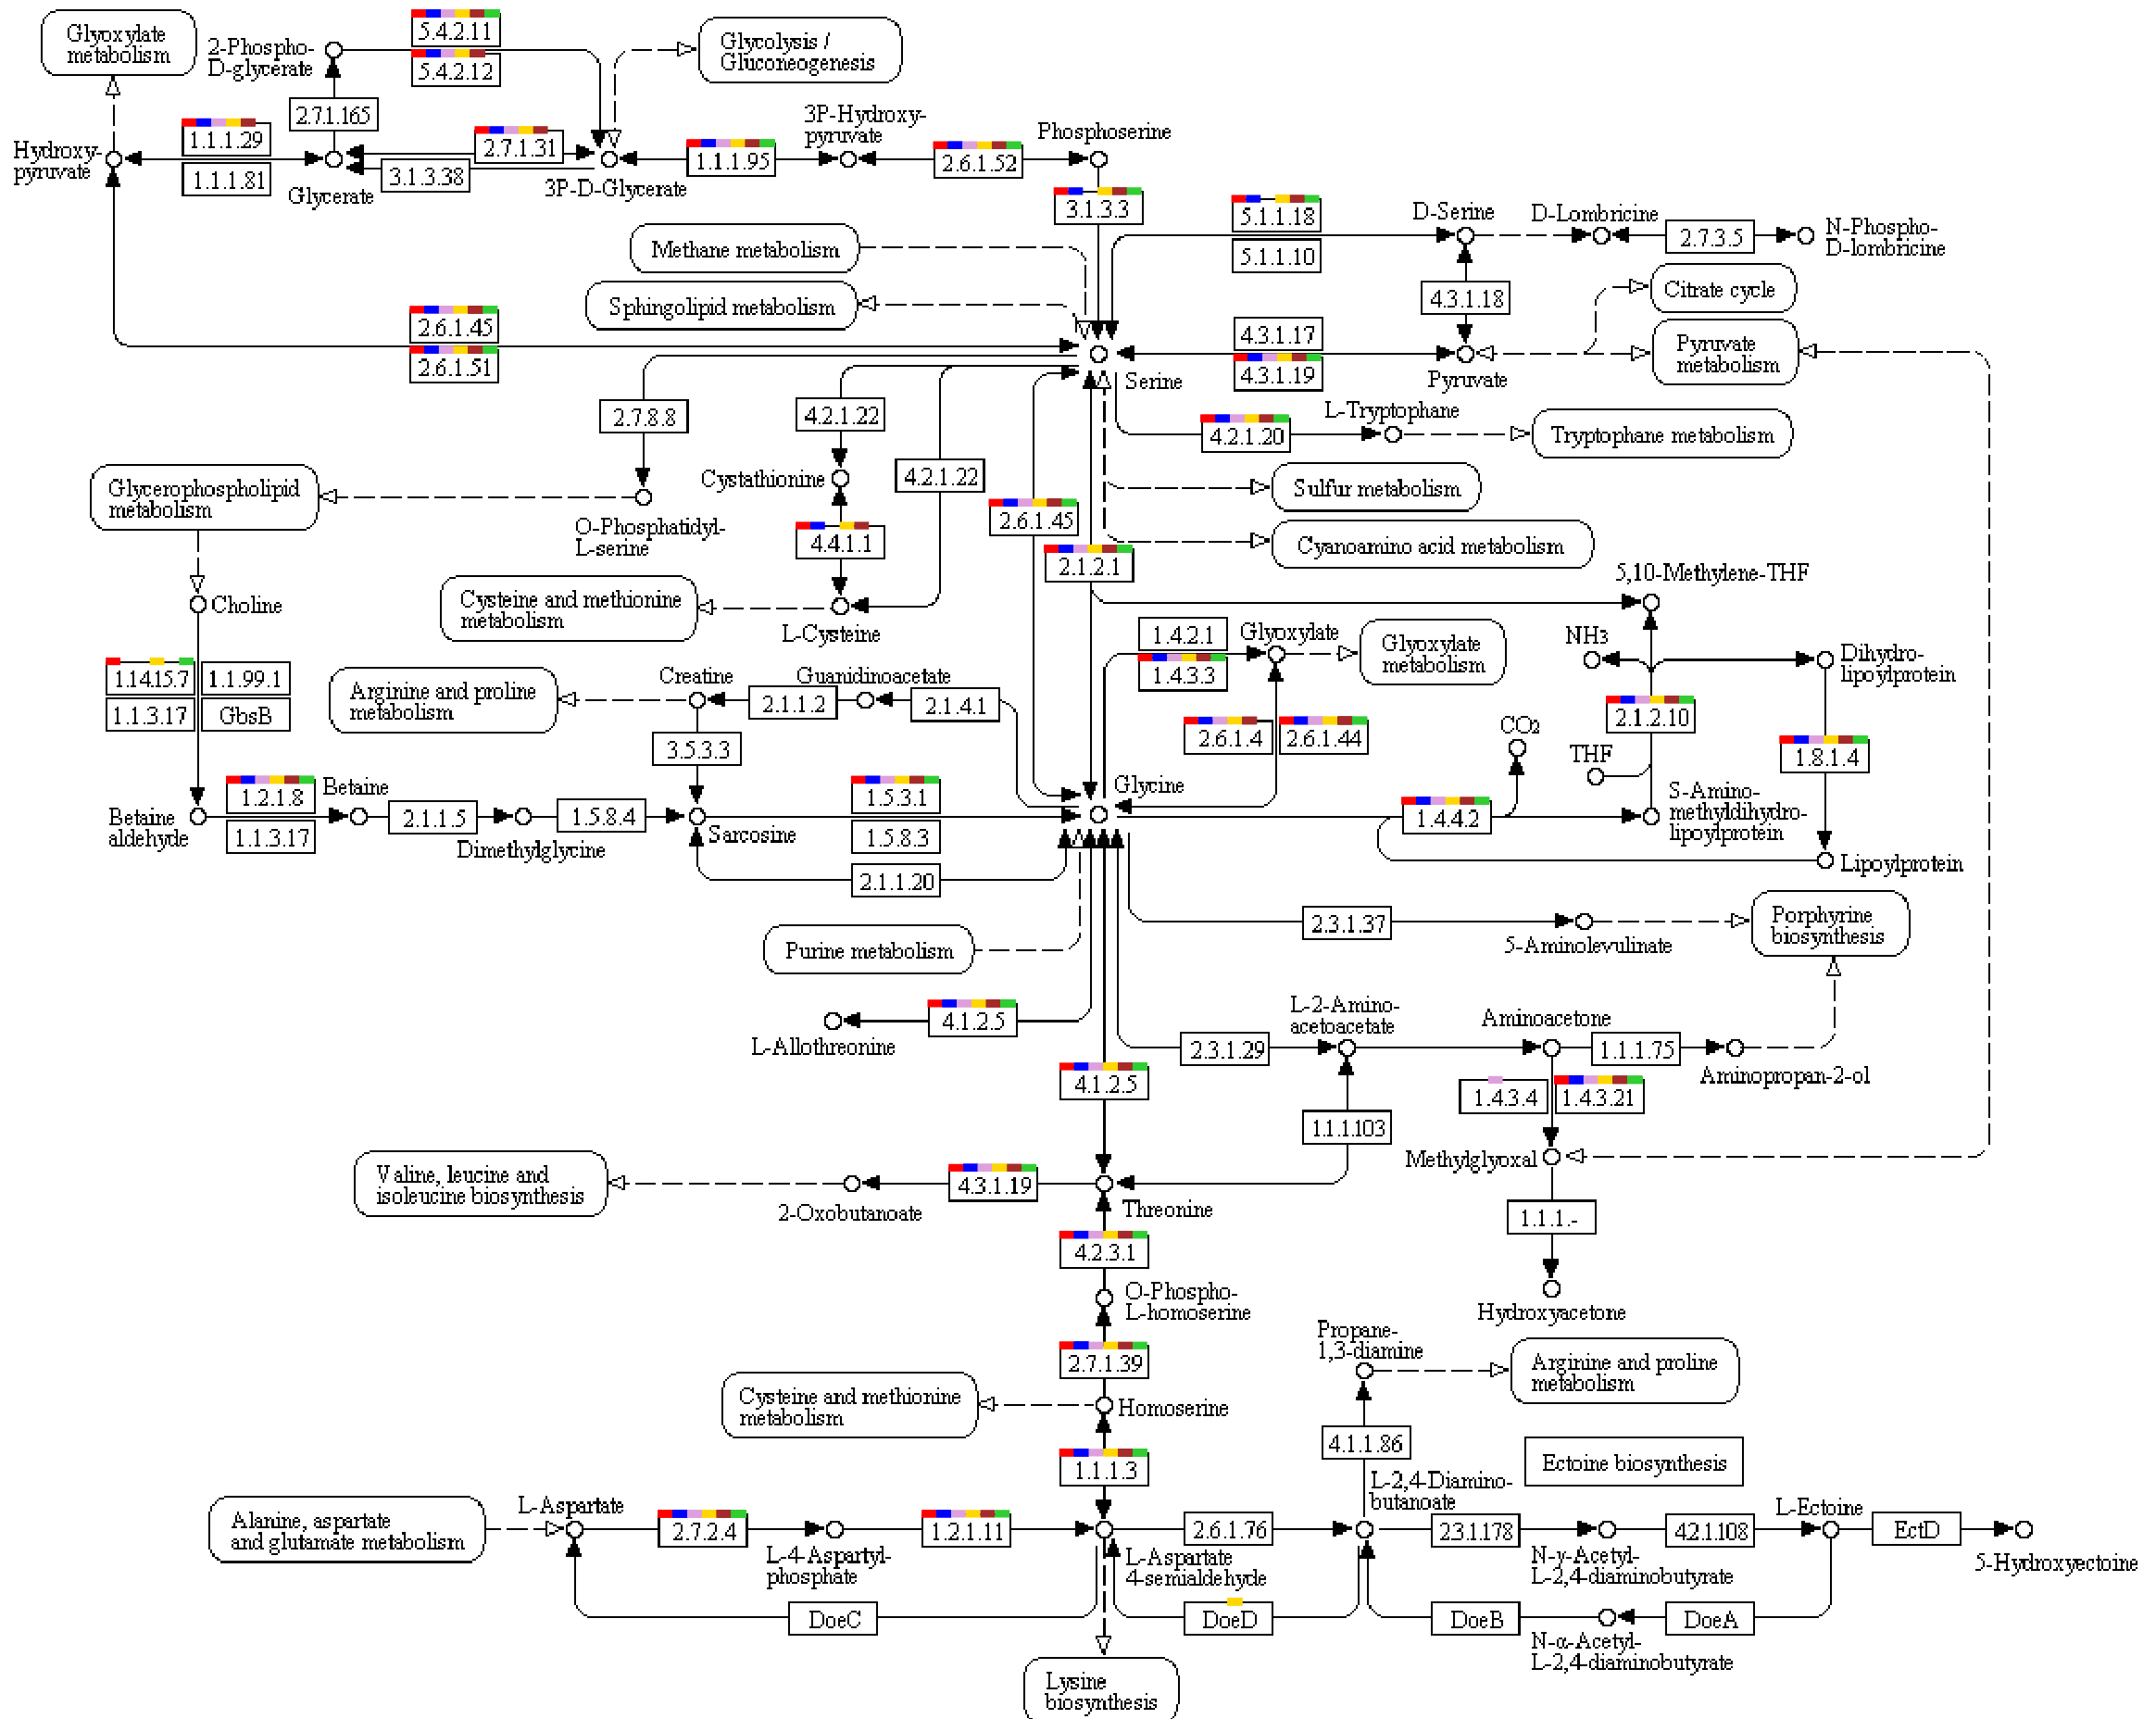 Glyoxylate
metabolism
2-Phospho-
D-glycerate
5.4.2.11
5.4.2.12
Glycolysis /
Gluconeogenesis
2.7.1.165
1.1.1.29
1.1.1.81
Hydroxy-
pyruvate
Glycerate
2.7.1.31
3.1.3.38
3P-D-Glycerate
1.1.1.95
3P-Hydroxy-
pyruvate
2.6.1.52
Phosphoserine
3.1.3.3
Methane metabolism
Sphingolipid metabolism
5.1.1.18
5.1.1.10
D-Serine
D-Lombricine
2.7.3.5
N-Phospho-
D-lombricine
4.3.1.18
Citrate cycle
Pyruvate
metabolism
2.6.1.45
2.6.1.51
4.3.1.17
4.3.1.19
Serine
Pyruvate
2.7.8.8
4.2.1.22
4.2.1.20
L-Tryptophane
Tryptophane metabolism
Cystathionine
4.2.1.22
Sulfur metabolism
Glycerophospholipid
metabolism
O-Phosphatidyl-
L-serine
4.4.1.1
2.6.1.45
2.1.2.1
Cyanoamino acid metabolism
5,10-Methylene-THF
Choline
Cysteine and methionine
metabolism
L-Cysteine
1.4.2.1
1.4.3.3
Glyoxylate
Glyoxylate
metabolism
NH3
Dihydro-
lipoylprotein
1.14.15.7
1.1.99.1
1.1.3.17
GbsB
Arginine and proline
metabolism
Creatine
2.1.1.2
Guanidinoacetate
2.1.4.1
3.5.3.3
2.6.1.4
2.6.1.44
CO2
THF
2.1.2.10
1.8.1.4
Betaine
aldehyde
1.2.1.8
1.1.3.17
Betaine
2.1.1.5
Dimethylglycine
1.5.8.4
Sarcosine
1.5.3.1
1.5.8.3
2.1.1.20
Glycine
1.4.4.2
S-Amino-
methyldihydro-
lipoylprotein
Lipoylprotein
Purine metabolism
2.3.1.37
5-Aminolevulinate
Porphyrine
biosynthesis
L-Allothreonine
4.1.2.5
4.1.2.5
2.3.1.29
L-2-Amino-
acetoacetate
Aminoacetone
1.1.1.75
Aminopropan-2-ol
1.4.3.4
1.4.3.21
1.1.1.103
Methylglyoxal
Valine, leucine and
isoleucine biosynthesis
2-Oxobutanoate
4.3.1.19
Threonine
1.1.1.-
4.2.3.1
Hydroxyacetone
O-Phospho-
L-homoserine
2.7.1.39
Propane-
1,3-diamine
Arginine and proline
metabolism
Cysteine and methionine
metabolism
Homoserine
4.1.1.86
Ectoine biosynthesis
1.1.1.3
L-2,4-Diamino-
butanoate
Alanine, aspartate
and glutamate metabolism
L-Aspartate
2.7.2.4
L-4-Aspartyl-
phosphate
1.2.1.11
L-Aspartate
4-semialdehyde
2.6.1.76
2.3.1.178
N-γ-Acetyl-
L-2,4-diaminobutyrate
4.2.1.108
L-Ectoine
EctD
5-Hydroxyectoine
DoeC
DoeD
DoeB
DoeA
N-α-Acetyl-
L-2,4-diaminobutyrate
Lysine
biosynthesis